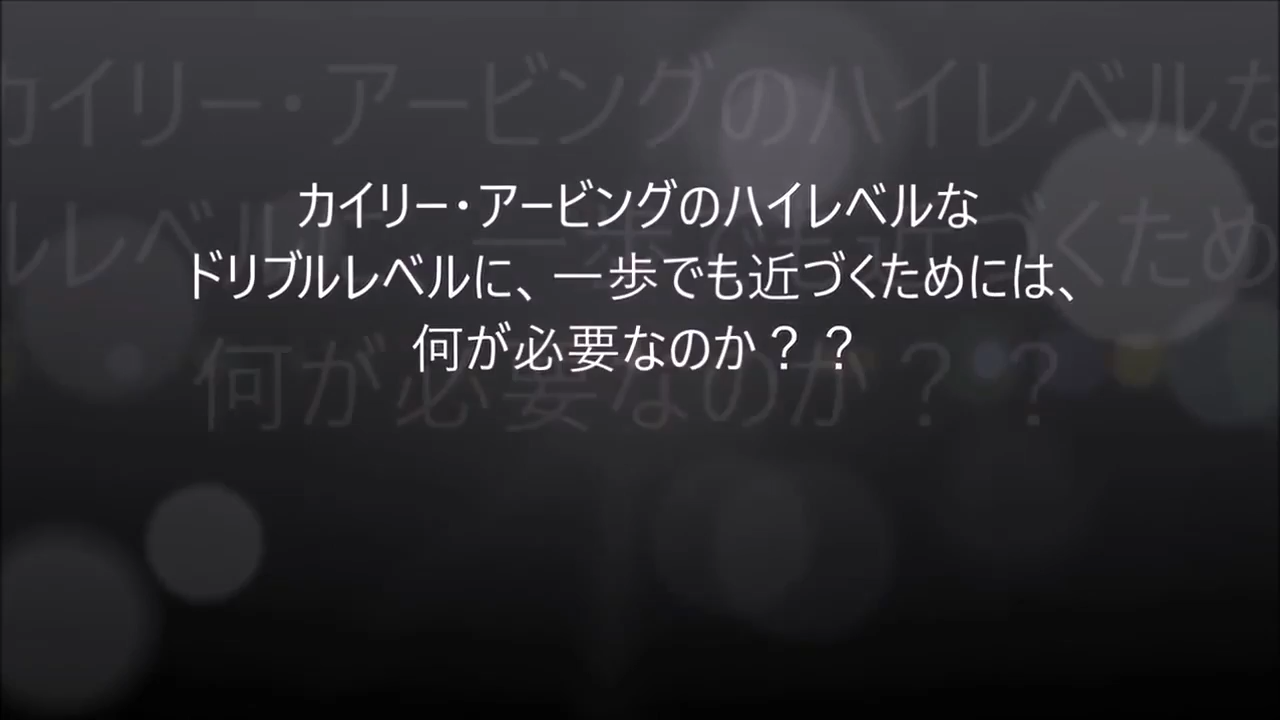 カイリー・アービングのハイレベルな
ドリブルレベルに、一歩でも近づくためには、
何が必要なのか？？